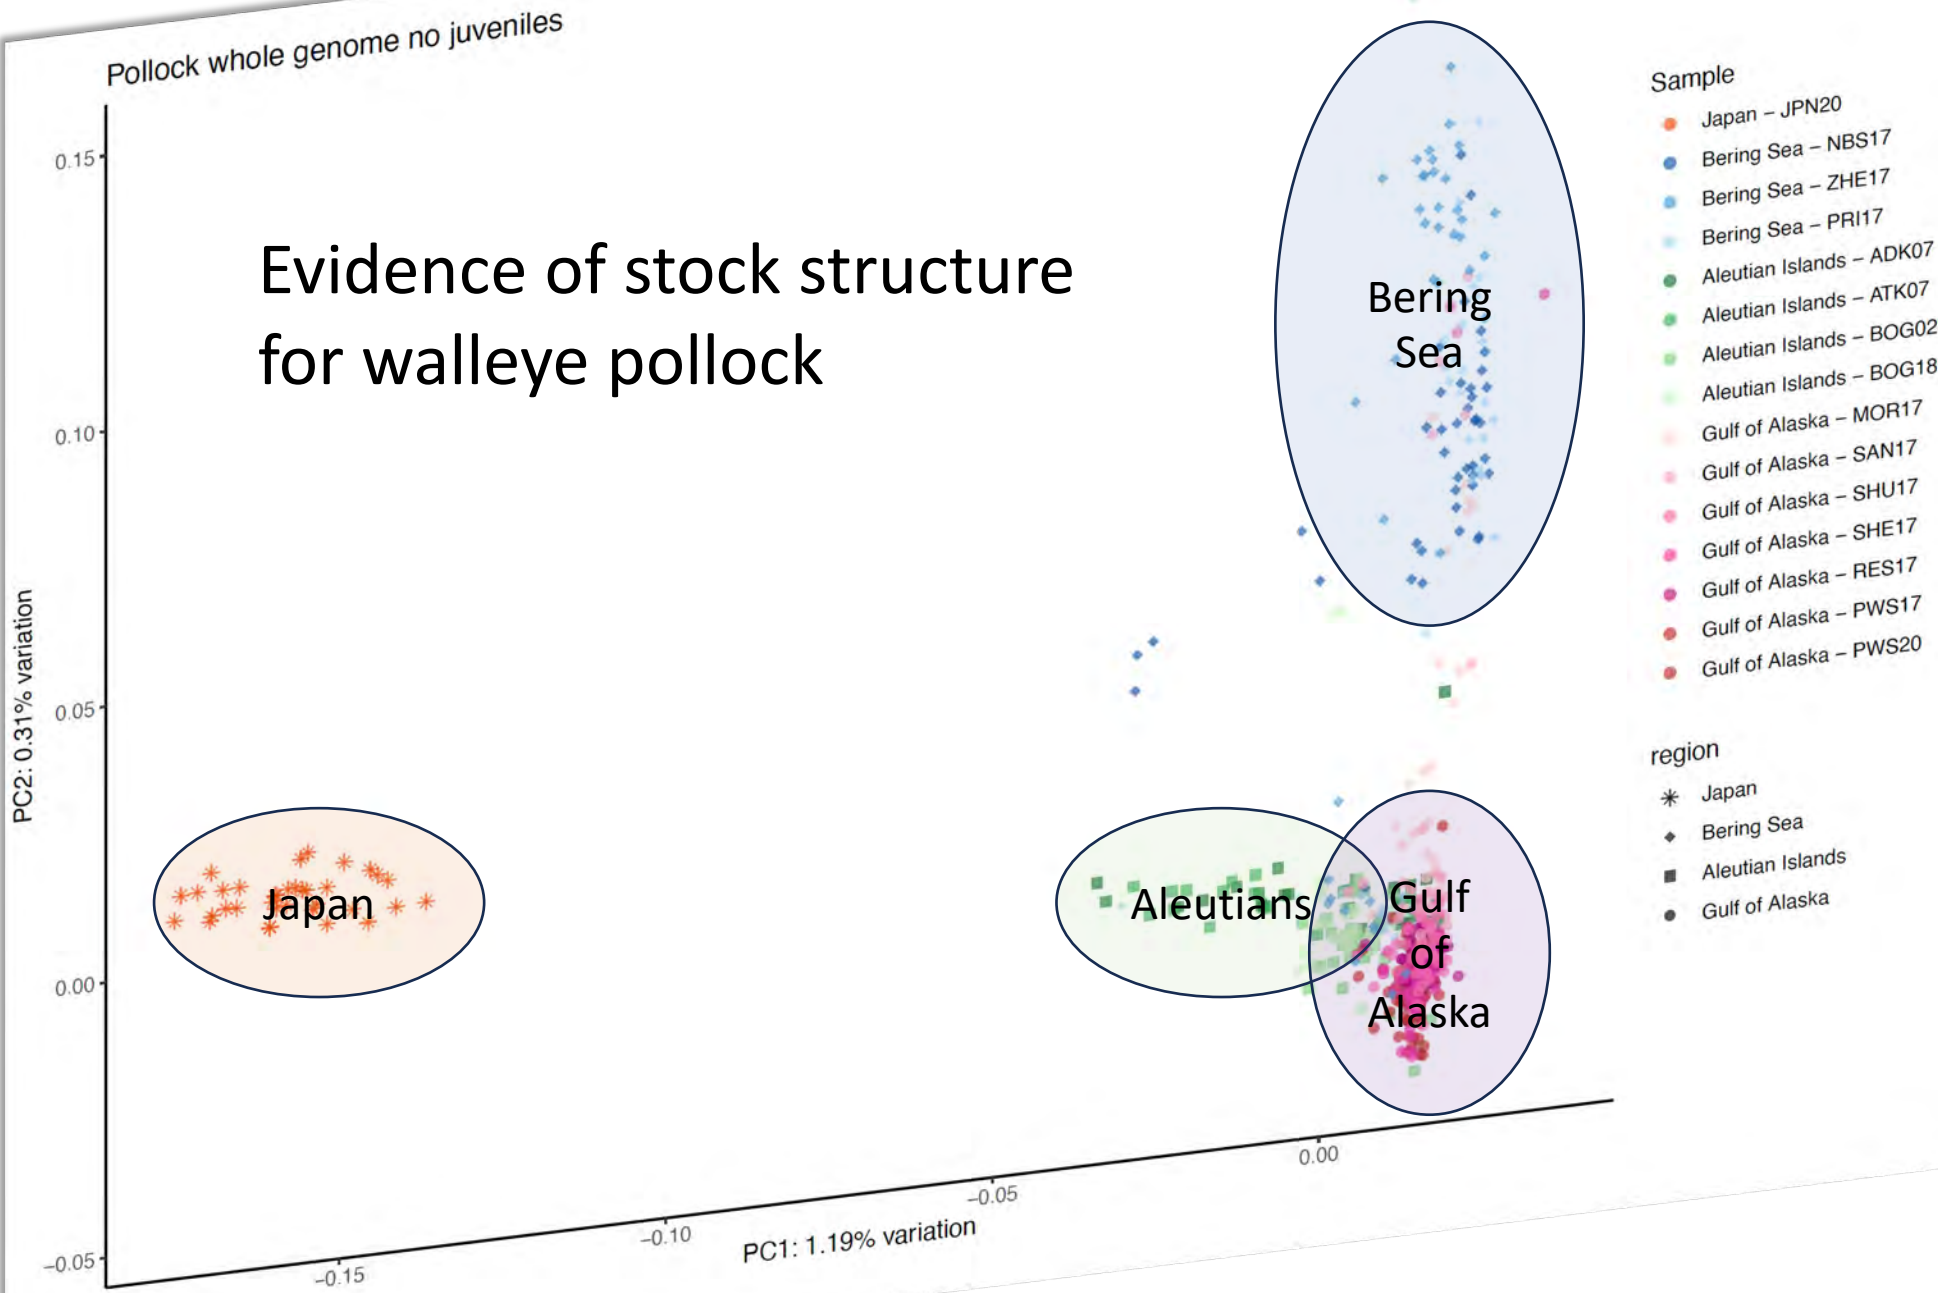 Pollock whole genome no juveniles
Evidence of stock structure
for walleye pollock
PC2: 0.31% variation
0.15
0.10
0.05
0.00
−0.05
−0.15
−0.10
−0.05
0.00
PC1: 1.19% variation
Japan
Aleutians
Bering
Sea
Gulf
of
Alaska
Sample
Japan − JPN20
Bering Sea − NBS17
Bering Sea − ZHE17
Bering Sea − PRI17
Aleutian Islands − ADK07
Aleutian Islands − ATK07
Aleutian Islands − BOG02
Aleutian Islands − BOG18
Gulf of Alaska − MOR17
Gulf of Alaska − SAN17
Gulf of Alaska − SHU17
Gulf of Alaska − SHE17
Gulf of Alaska − RES17
Gulf of Alaska − PWS17
Gulf of Alaska − PWS20
region
Japan
Bering Sea
Aleutian Islands
Gulf of Alaska